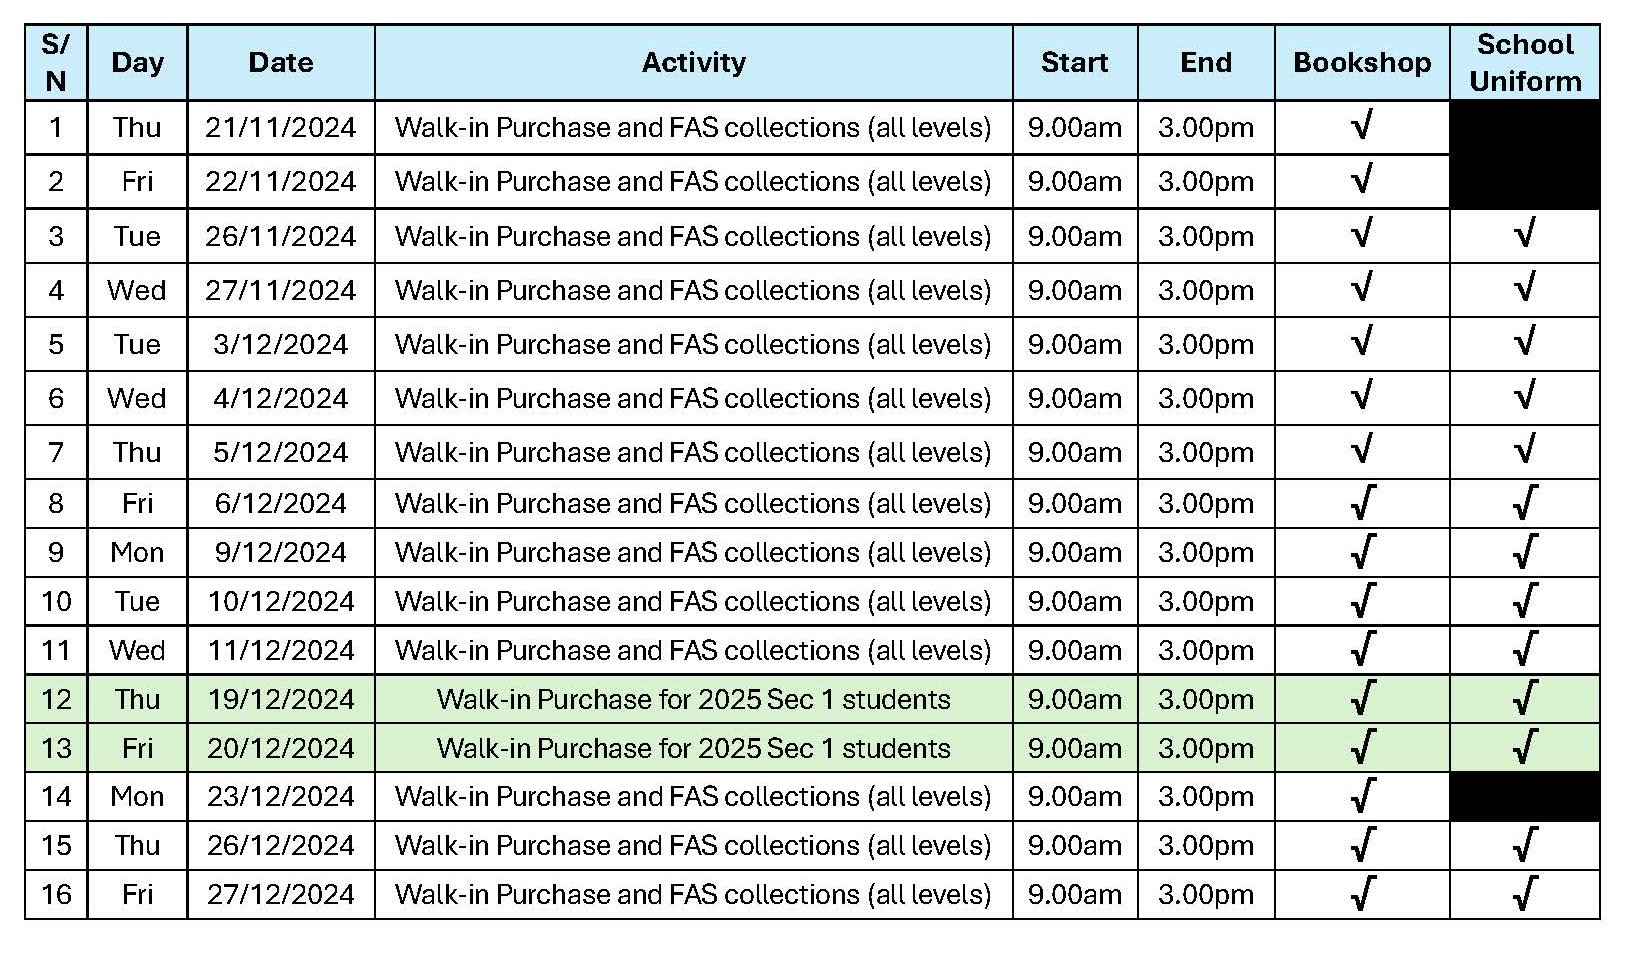 S/N Day Date Activity Start End Bookshop School Uniform
1 Thu 21/11/2024 Walk-in Purchase and FAS collections (all levels) 9.00am 3.00pm √
2 Fri 22/11/2024 Walk-in Purchase and FAS collections (all levels) 9.00am 3.00pm √
3 Tue 26/11/2024 Walk-in Purchase and FAS collections (all levels) 9.00am 3.00pm √ √
4 Wed 27/11/2024 Walk-in Purchase and FAS collections (all levels) 9.00am 3.00pm √ √
5 Tue 3/12/2024 Walk-in Purchase and FAS collections (all levels) 9.00am 3.00pm √ √
6 Wed 4/12/2024 Walk-in Purchase and FAS collections (all levels) 9.00am 3.00pm √ √
7 Thu 5/12/2024 Walk-in Purchase and FAS collections (all levels) 9.00am 3.00pm √ √
8 Fri 6/12/2024 Walk-in Purchase and FAS collections (all levels) 9.00am 3.00pm √ √
9 Mon 9/12/2024 Walk-in Purchase and FAS collections (all levels) 9.00am 3.00pm √ √
10 Tue 10/12/2024 Walk-in Purchase and FAS collections (all levels) 9.00am 3.00pm √ √
11 Wed 11/12/2024 Walk-in Purchase and FAS collections (all levels) 9.00am 3.00pm √ √
12 Thu 19/12/2024 Walk-in Purchase for 2025 Sec 1 students 9.00am 3.00pm √ √
13 Fri 20/12/2024 Walk-in Purchase for 2025 Sec 1 students 9.00am 3.00pm √ √
14 Mon 23/12/2024 Walk-in Purchase and FAS collections (all levels) 9.00am 3.00pm √
15 Thu 26/12/2024 Walk-in Purchase and FAS collections (all levels) 9.00am 3.00pm √ √
16 Fri 27/12/2024 Walk-in Purchase and FAS collections (all levels) 9.00am 3.00pm √ √